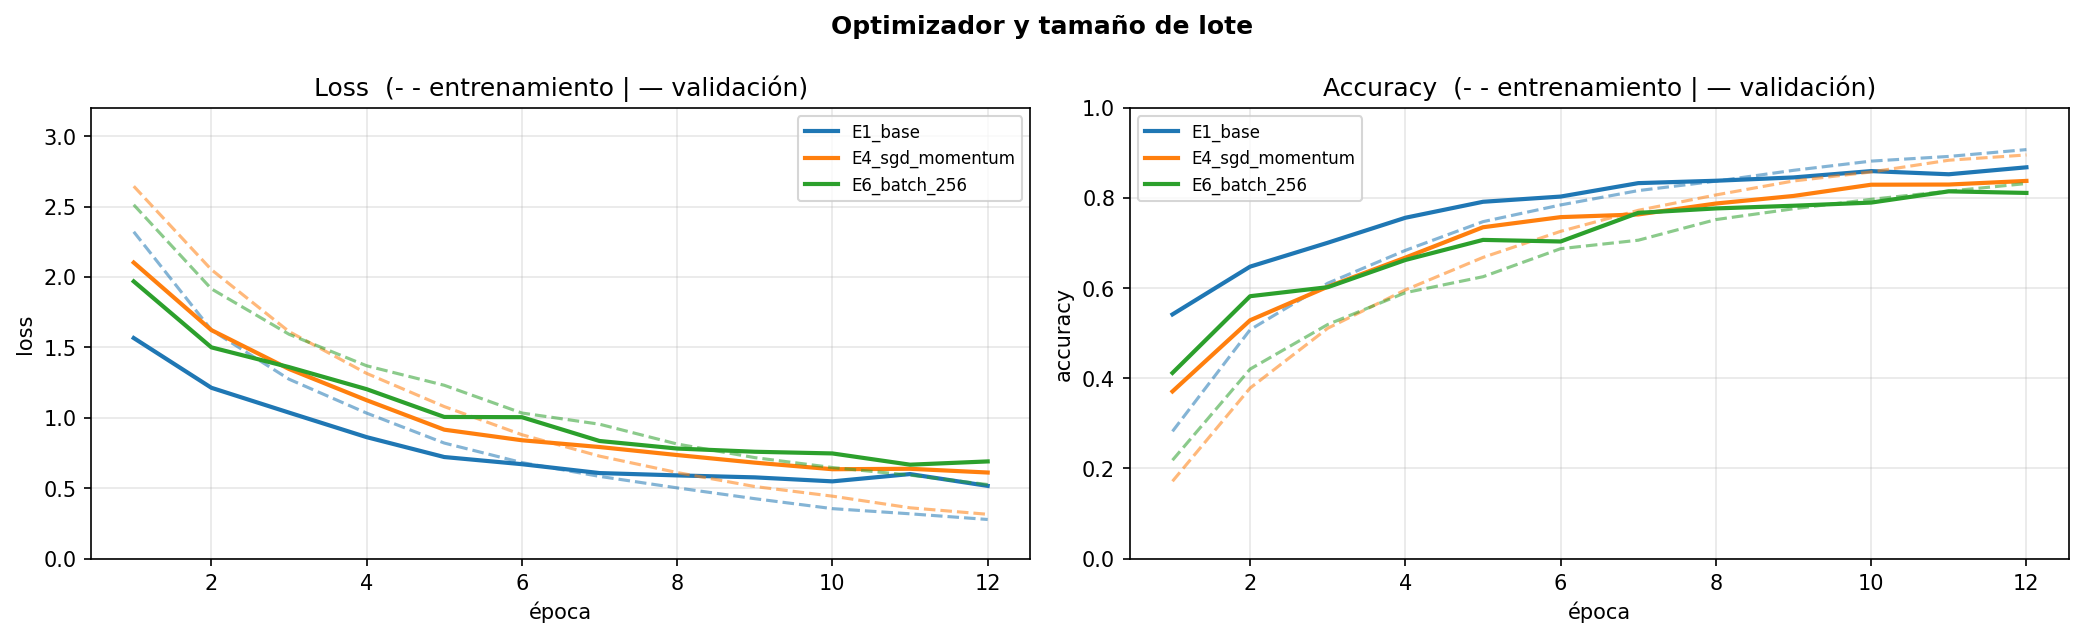 Optimizador y tamaño de lote
Loss  (- - entrenamiento | — validación)
3.0
2.5
2.0
1.5
1.0
0.5
0.0
loss
2 4 6 8 10 12
época
E1_base
E4_sgd_momentum
E6_batch_256
Accuracy  (- - entrenamiento | — validación)
1.0
0.8
0.6
0.4
0.2
0.0
accuracy
2 4 6 8 10 12
época
E1_base
E4_sgd_momentum
E6_batch_256